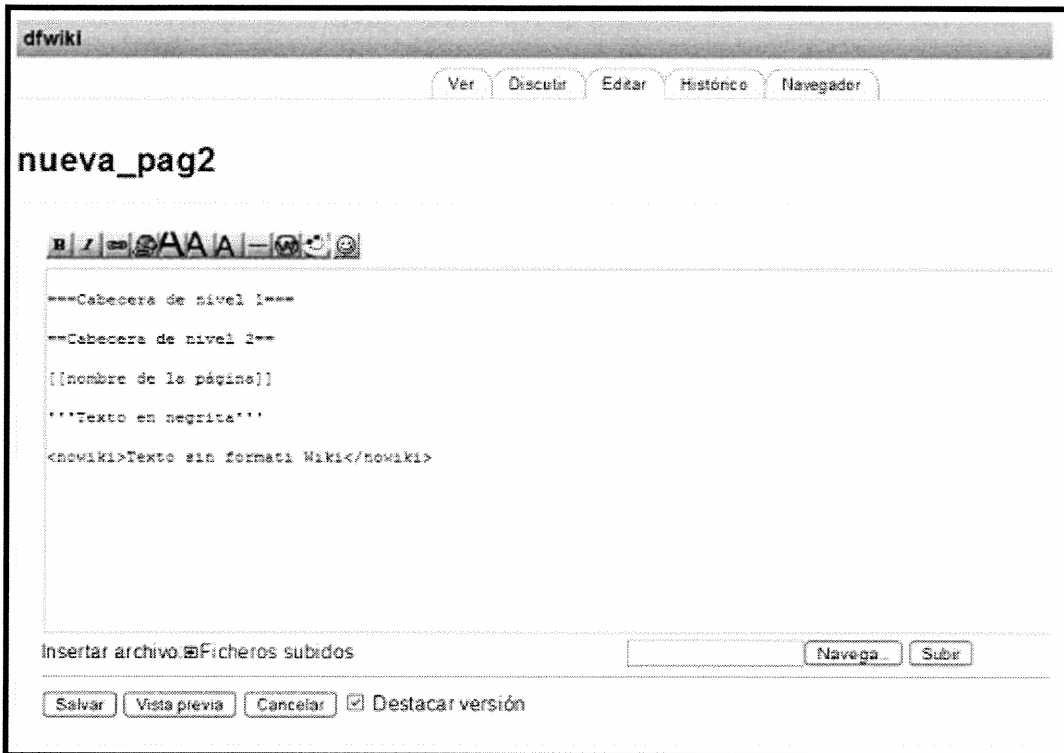 dfwiki
Ver Discutir Editar Histórico Navegador
nueva_pag2
B I A A A W
===Cabecera de nivel 1===
==Cabecera de nivel 2==
[[nombre de la página]]
'''Texto en negrita'''
<nowiki>Texto sin formati Wiki</nowiki>
Insertar archivo. Ficheros subidos Navega... Subir
Salvar Vista previa Cancelar Destacar versión